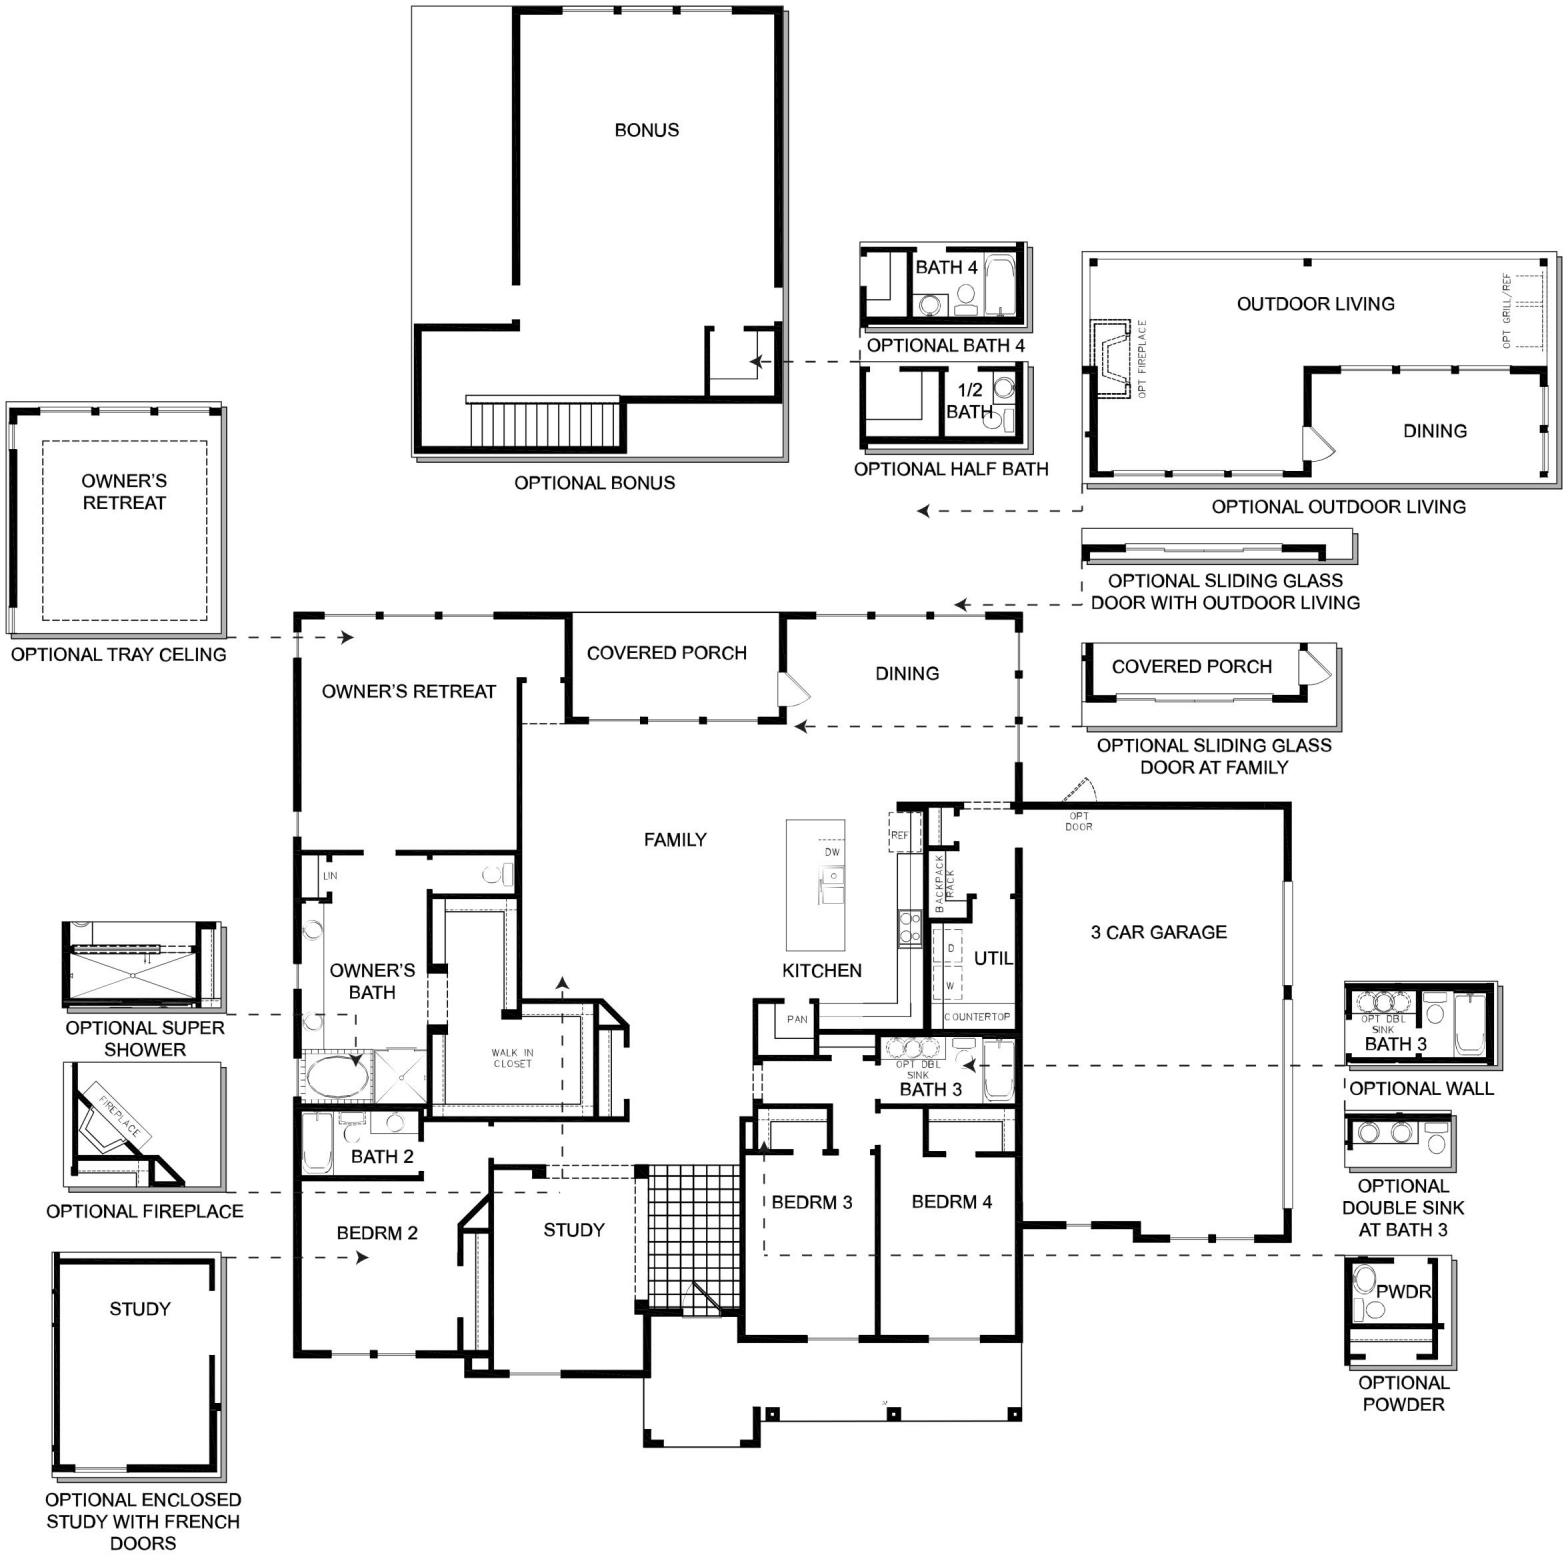 BONUS
OPTIONAL BONUS
BATH 4
OPTIONAL BATH 4
1/2
BATH
OPTIONAL HALF BATH
OUTDOOR LIVING
OPT GRILL/REF
OPT FIREPLACE
DINING
OPTIONAL OUTDOOR LIVING
OPTIONAL SLIDING GLASS
DOOR WITH OUTDOOR LIVING
COVERED PORCH
OPTIONAL SLIDING GLASS
DOOR AT FAMILY
OWNER'S
RETREAT
OPTIONAL TRAY CELING
OWNER'S RETREAT
COVERED PORCH
DINING
FAMILY
OPT
DOOR
REF
DW
LIN
BACKPACK
RACK
3 CAR GARAGE
D
W
UTIL
KITCHEN
COUNTERTOP
PAN
OWNER'S
BATH
WALK IN
CLOSET
OPT DBL
SINK
BATH 3
BATH 2
BEDRM 2
STUDY
BEDRM 3
BEDRM 4
OPTIONAL SUPER
SHOWER
FIREPLACE
OPTIONAL FIREPLACE
STUDY
OPTIONAL ENCLOSED
STUDY WITH FRENCH
DOORS
OPT DBL
SINK
BATH 3
OPTIONAL WALL
OPTIONAL
DOUBLE SINK
AT BATH 3
PWDR
OPTIONAL
POWDER